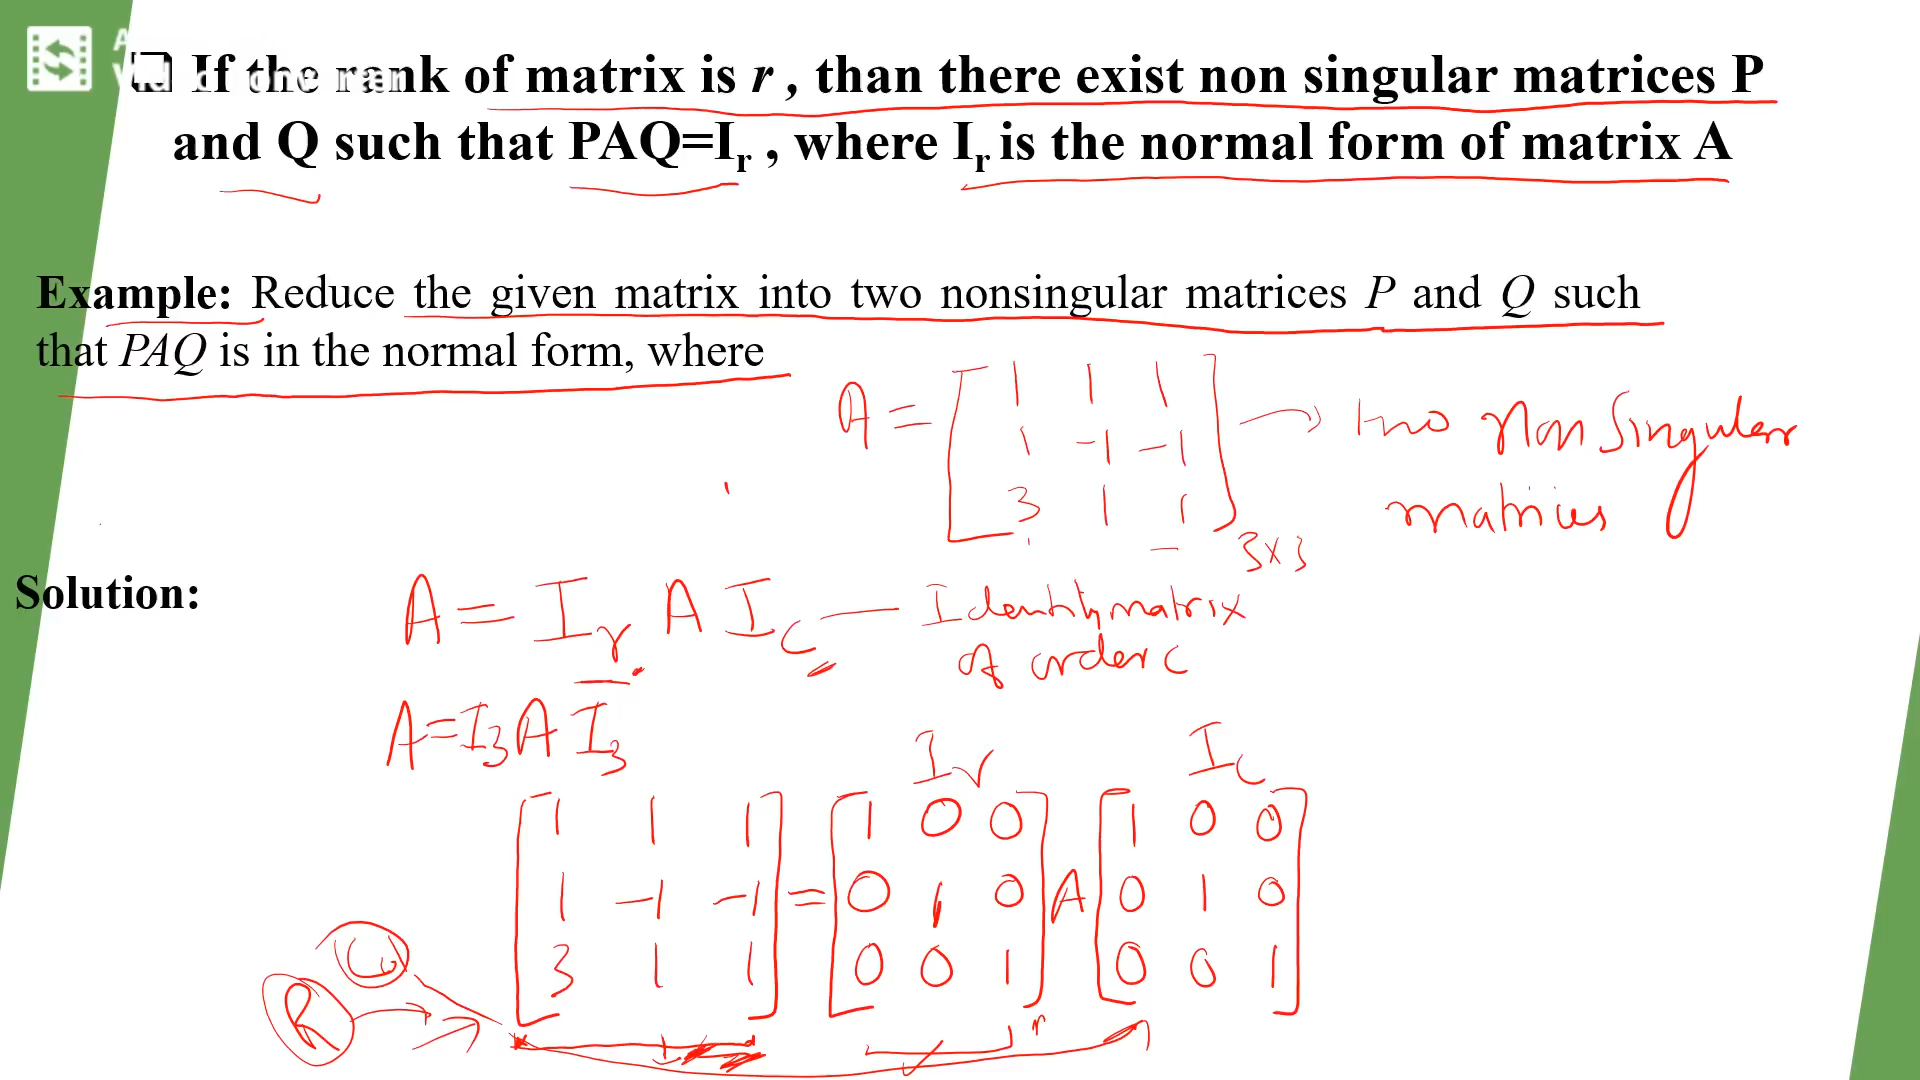 ❑ If the rank of matrix is r , than there exist non singular matrices P
and Q such that PAQ=Iᵣ , where Iᵣ is the normal form of matrix A
Example: Reduce the given matrix into two nonsingular matrices P and Q such
that PAQ is in the normal form, where
A = [ 1 1 1
1 -1 -1
3 1 1 ] 3×3
→ two Non Singular
matrices
Solution:
A = Iᵣ A I_c — Identity matrix
of order c
A = I₃ A I₃
Iᵣ I_c
[ 1 1 1 [ 1 0 0 [ 1 0 0
1 -1 -1 = 0 1 0 A 0 1 0
3 1 1 ] 0 0 1 ] 0 0 1 ]
R
r